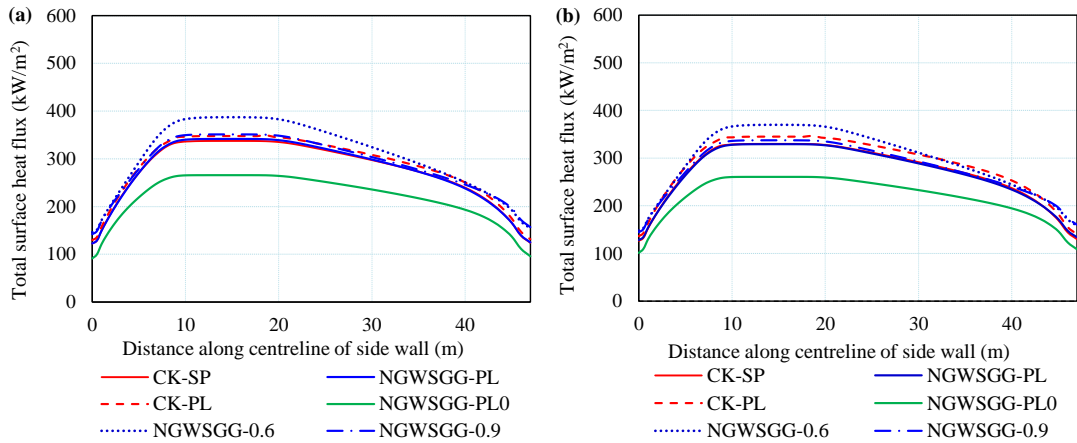 (a)
Total surface heat flux (kW/m²)
600
500
400
300
200
100
0
0 10 20 30 40
Distance along centreline of side wall (m)
CK-SP NGWSGG-PL
CK-PL NGWSGG-PL0
NGWSGG-0.6 NGWSGG-0.9
(b)
Total surface heat flux (kW/m²)
600
500
400
300
200
100
0
0 10 20 30 40
Distance along centreline of side wall (m)
CK-SP NGWSGG-PL
CK-PL NGWSGG-PL0
NGWSGG-0.6 NGWSGG-0.9